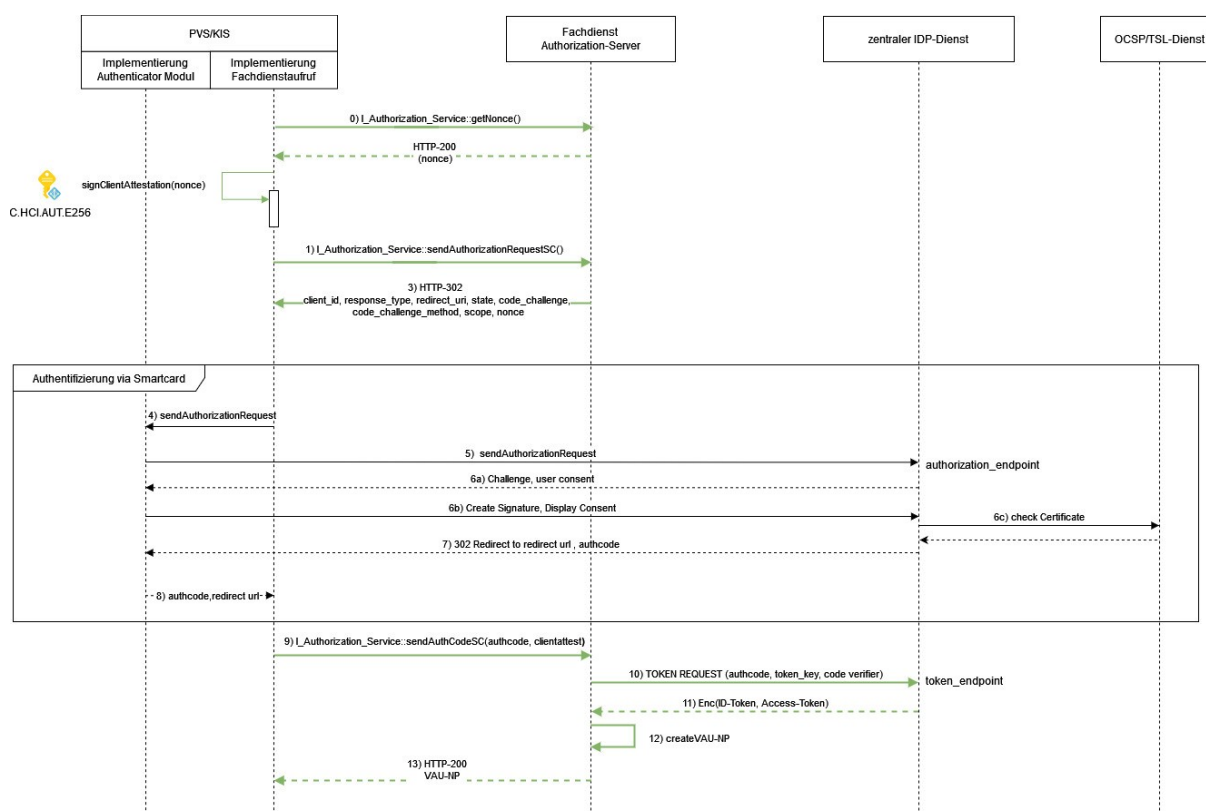 PVS/KIS
Implementierung
Authenticator Modul
Implementierung
Fachdienstaufruf
Fachdienst
Authorization-Server
zentraler IDP-Dienst
OCSP/TSL-Dienst
0) I_Authorization_Service::getNonce()
HTTP-200
(nonce)
signClientAttestation(nonce)
C.HCI.AUT.E256
1) I_Authorization_Service::sendAuthorizationRequestSC()
3) HTTP-302
client_id, response_type, redirect_uri, state, code_challenge,
code_challenge_method, scope, nonce
Authentifizierung via Smartcard
4) sendAuthorizationRequest
5) sendAuthorizationRequest
authorization_endpoint
6a) Challenge, user consent
6b) Create Signature, Display Consent
6c) check Certificate
7) 302 Redirect to redirect url , authcode
8) authcode,redirect url
9) I_Authorization_Service::sendAuthCodeSC(authcode, clientattest)
10) TOKEN REQUEST (authcode, token_key, code verifier)
token_endpoint
11) Enc(ID-Token, Access-Token)
12) createVAU-NP
13) HTTP-200
VAU-NP